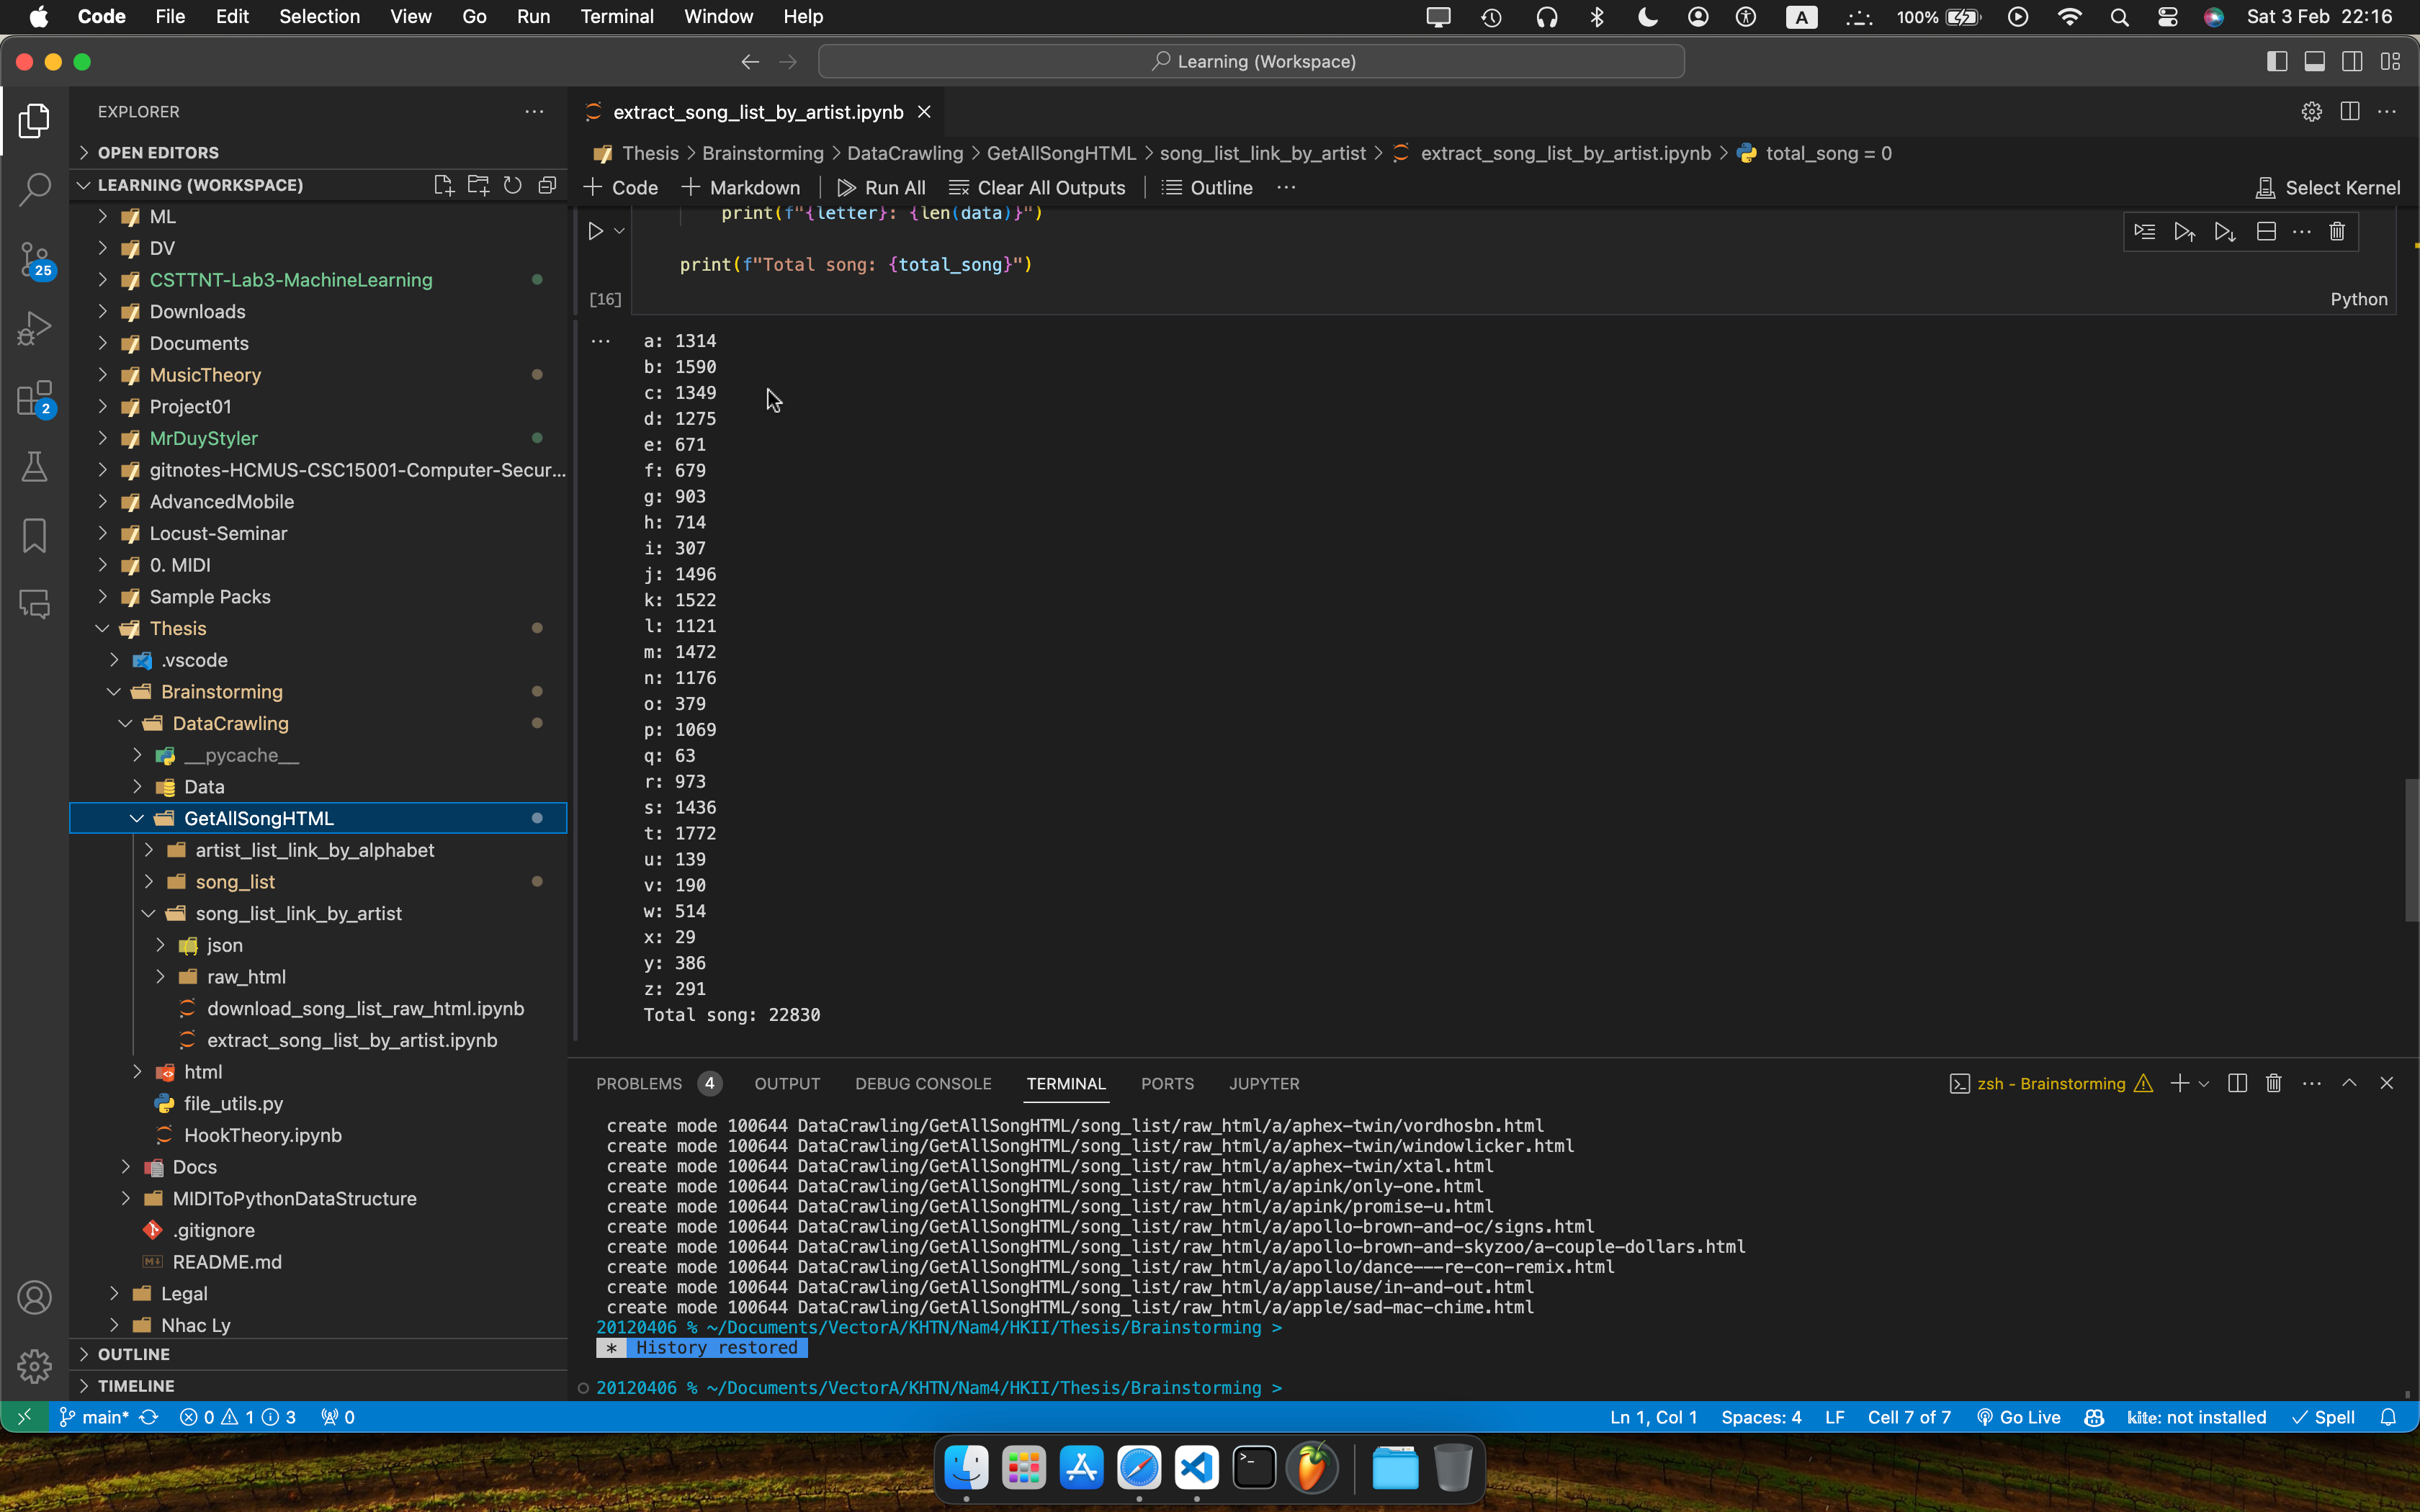 Code File Edit Selection View Go Run Terminal Window Help
A 100% Sat 3 Feb 22:16
Learning (Workspace)
EXPLORER
OPEN EDITORS
LEARNING (WORKSPACE)
ML
DV
CSTTNT-Lab3-MachineLearning
Downloads
Documents
MusicTheory
Project01
MrDuyStyler
gitnotes-HCMUS-CSC15001-Computer-Secur...
AdvancedMobile
Locust-Seminar
0. MIDI
Sample Packs
Thesis
.vscode
Brainstorming
DataCrawling
__pycache__
Data
GetAllSongHTML
artist_list_link_by_alphabet
song_list
song_list_link_by_artist
json
raw_html
download_song_list_raw_html.ipynb
extract_song_list_by_artist.ipynb
html
file_utils.py
HookTheory.ipynb
Docs
MIDIToPythonDataStructure
.gitignore
README.md
Legal
Nhac Ly
OUTLINE
TIMELINE
25
2
extract_song_list_by_artist.ipynb
Thesis > Brainstorming > DataCrawling > GetAllSongHTML > song_list_link_by_artist > extract_song_list_by_artist.ipynb > total_song = 0
+ Code + Markdown Run All Clear All Outputs Outline ... Select Kernel
print(f"{letter}: {len(data)}")
print(f"Total song: {total_song}")
[16]
Python
a: 1314
b: 1590
c: 1349
d: 1275
e: 671
f: 679
g: 903
h: 714
i: 307
j: 1496
k: 1522
l: 1121
m: 1472
n: 1176
o: 379
p: 1069
q: 63
r: 973
s: 1436
t: 1772
u: 139
v: 190
w: 514
x: 29
y: 386
z: 291
Total song: 22830
PROBLEMS 4 OUTPUT DEBUG CONSOLE TERMINAL PORTS JUPYTER zsh - Brainstorming
create mode 100644 DataCrawling/GetAllSongHTML/song_list/raw_html/a/aphex-twin/vordhosbn.html
create mode 100644 DataCrawling/GetAllSongHTML/song_list/raw_html/a/aphex-twin/windowlicker.html
create mode 100644 DataCrawling/GetAllSongHTML/song_list/raw_html/a/aphex-twin/xtal.html
create mode 100644 DataCrawling/GetAllSongHTML/song_list/raw_html/a/apink/only-one.html
create mode 100644 DataCrawling/GetAllSongHTML/song_list/raw_html/a/apink/promise-u.html
create mode 100644 DataCrawling/GetAllSongHTML/song_list/raw_html/a/apollo-brown-and-oc/signs.html
create mode 100644 DataCrawling/GetAllSongHTML/song_list/raw_html/a/apollo-brown-and-skyzoo/a-couple-dollars.html
create mode 100644 DataCrawling/GetAllSongHTML/song_list/raw_html/a/apollo/dance---re-con-remix.html
create mode 100644 DataCrawling/GetAllSongHTML/song_list/raw_html/a/applause/in-and-out.html
create mode 100644 DataCrawling/GetAllSongHTML/song_list/raw_html/a/apple/sad-mac-chime.html
20120406 % ~/Documents/VectorA/KHTN/Nam4/HKII/Thesis/Brainstorming >
* History restored
20120406 % ~/Documents/VectorA/KHTN/Nam4/HKII/Thesis/Brainstorming >
main* 0 1 3 0 Ln 1, Col 1 Spaces: 4 LF Cell 7 of 7 Go Live kite: not installed Spell